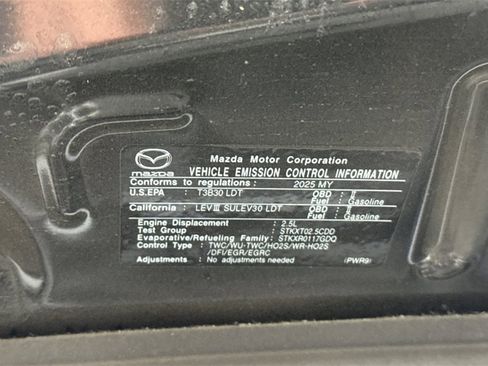 mazda
Mazda Motor Corporation
VEHICLE EMISSION CONTROL INFORMATION
Conforms to regulations : 2025 MY
U.S.EPA : T3B30 LDT OBD : II
Fuel : Gasoline
California : LEVIII SULEV30 LDT OBD : II
Fuel : Gasoline
Engine Displacement : 2.5L
Test Group : STKXT02.5CDD
Evaporative/Refueling Family: STKXR0117GDQ
Control Type : TWC/WU-TWC/HO2S/WR-HO2S
/DFI/EGR/EGRC
Adjustments : No adjustments needed (PWR9)